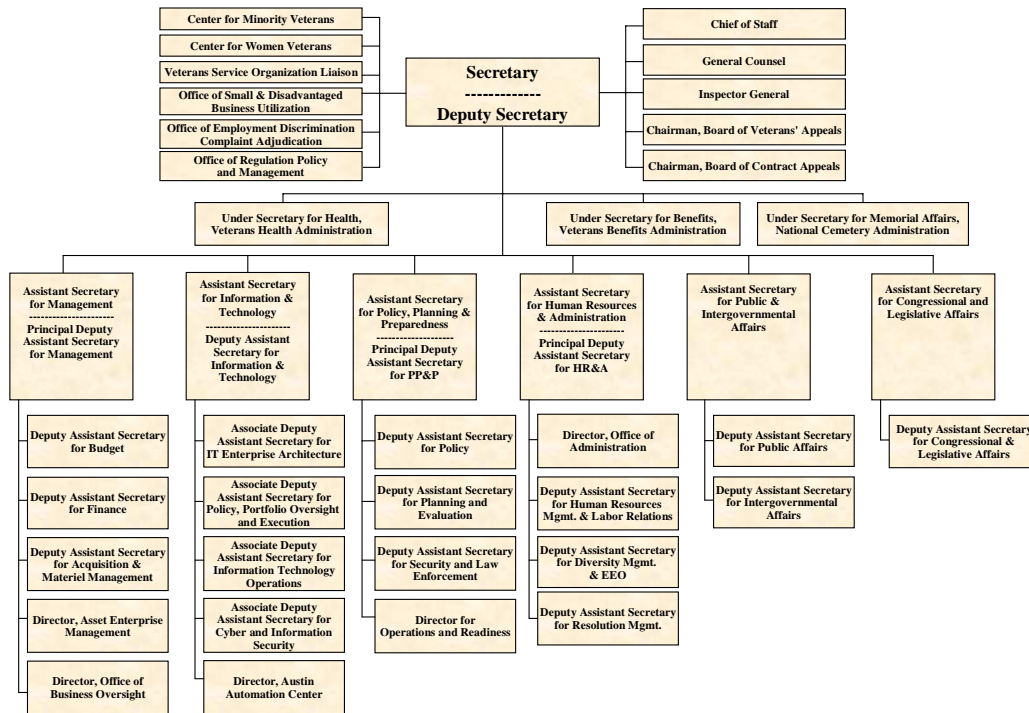 Center for Minority Veterans
Center for Women Veterans
Veterans Service Organization Liaison
Office of Small & Disadvantaged
Business Utilization
Office of Employment Discrimination
Complaint Adjudication
Office of Regulation Policy
and Management
Secretary
-------------
Deputy Secretary
Chief of Staff
General Counsel
Inspector General
Chairman, Board of Veterans' Appeals
Chairman, Board of Contract Appeals
Under Secretary for Health,
Veterans Health Administration
Under Secretary for Benefits,
Veterans Benefits Administration
Under Secretary for Memorial Affairs,
National Cemetery Administration
Assistant Secretary
for Management
----------------------
Principal Deputy
Assistant Secretary
for Management
Deputy Assistant Secretary
for Budget
Deputy Assistant Secretary
for Finance
Deputy Assistant Secretary
for Acquisition &
Materiel Management
Director, Asset Enterprise
Management
Director, Office of
Business Oversight
Assistant Secretary
for Information &
Technology
----------------------
Deputy Assistant
Secretary for
Information &
Technology
Associate Deputy
Assistant Secretary for
IT Enterprise Architecture
Associate Deputy
Assistant Secretary for
Policy, Portfolio Oversight
and Execution
Associate Deputy
Assistant Secretary for
Information Technology
Operations
Associate Deputy
Assistant Secretary for
Cyber and Information
Security
Director, Austin
Automation Center
Assistant Secretary
for Policy, Planning &
Preparedness
--------------------
Principal Deputy
Assistant Secretary
for PP&P
Deputy Assistant Secretary
for Policy
Deputy Assistant Secretary
for Planning and
Evaluation
Deputy Assistant Secretary
for Security and Law
Enforcement
Director for
Operations and Readiness
Assistant Secretary
for Human Resources
& Administration
----------------------
Principal Deputy
Assistant Secretary
for HR&A
Director, Office of
Administration
Deputy Assistant Secretary
for Human Resources
Mgmt. & Labor Relations
Deputy Assistant Secretary
for Diversity Mgmt.
& EEO
Deputy Assistant Secretary
for Resolution Mgmt.
Assistant Secretary
for Public &
Intergovernmental
Affairs
Deputy Assistant Secretary
for Public Affairs
Deputy Assistant Secretary
for Intergovernmental
Affairs
Assistant Secretary
for Congressional and
Legislative Affairs
Deputy Assistant Secretary
for Congressional &
Legislative Affairs